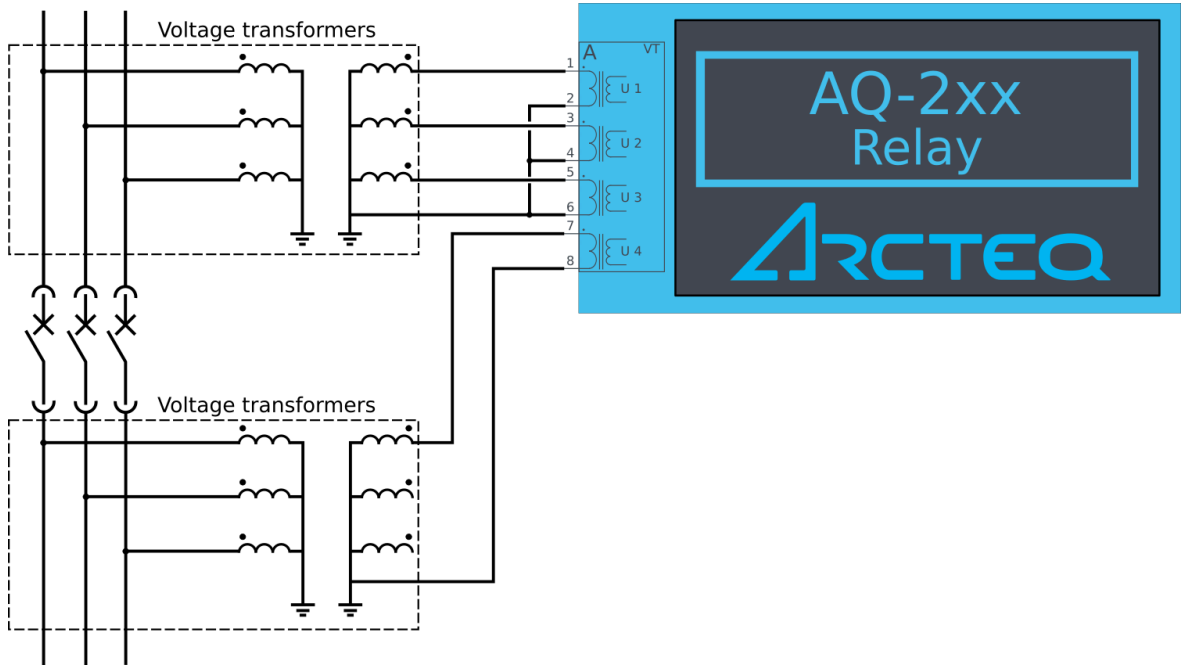 Voltage transformers
A VT
1
U 1
2
3
U 2
4
5
U 3
6
7
U 4
8
AQ-2xx
Relay
ARCTEQ
Voltage transformers